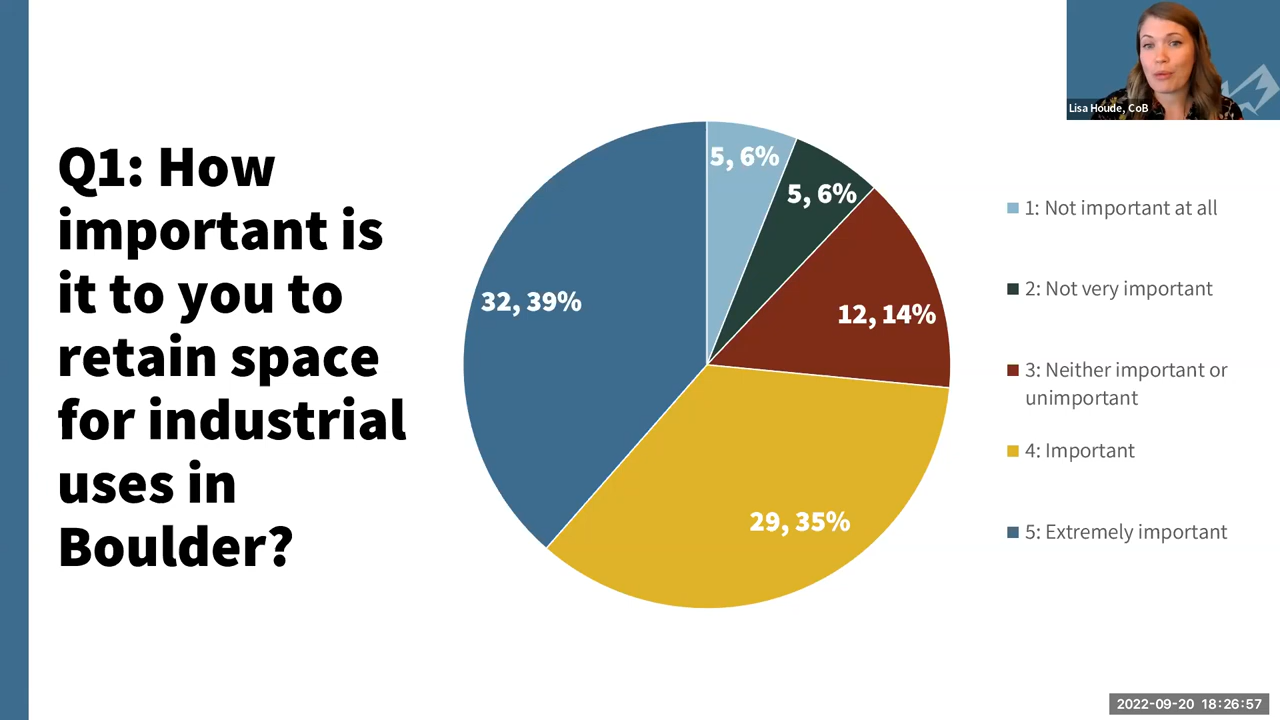 Q1: How
important is
it to you to
retain space
for industrial
uses in
Boulder?
5, 6%
5, 6%
12, 14%
29, 35%
32, 39%
1: Not important at all
2: Not very important
3: Neither important or
unimportant
4: Important
5: Extremely important
Lisa Houde, CoB
2022-09-20 18:26:57